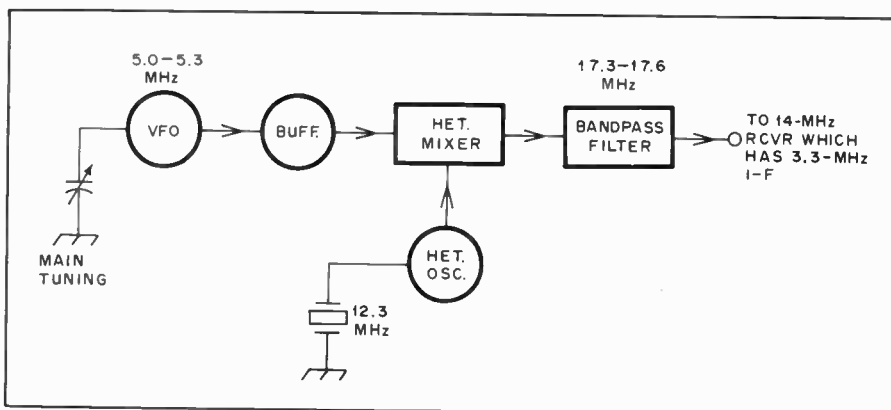 5.0–5.3
MHz
17.3–17.6
MHz
VFO
BUFF.
HET.
MIXER
BANDPASS
FILTER
TO 14-MHz
RCVR WHICH
HAS 3.3-MHz
I-F
MAIN
TUNING
HET.
OSC.
12.3
MHz